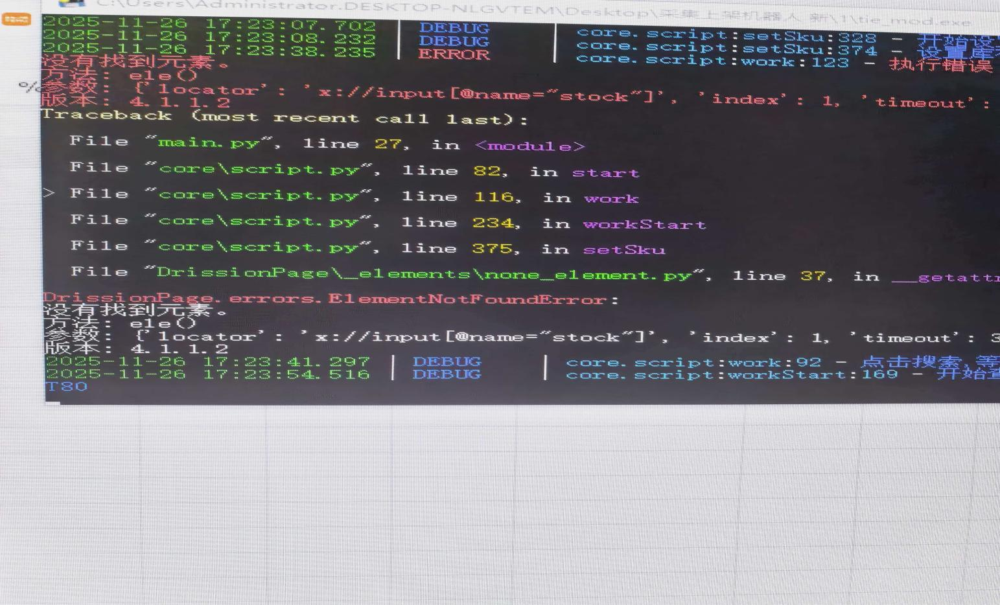 C:\Users\Administrator.DESKTOP-NLGVTEM\Desktop\采集上架机器人 新\1\tie_mod.exe
2025-11-26 17:23:07.702 | DEBUG | core.script:setSku:328 - 开始设
2025-11-26 17:23:08.232 | DEBUG | core.script:setSku:374 - 设置库
2025-11-26 17:23:38.235 | ERROR | core.script:work:123 - 执行错误
没有找到元素。
方法: ele()
参数: {'locator': 'x://input[@name="stock"]', 'index': 1, 'timeout':
版本: 4.1.1.2
Traceback (most recent call last):
File "main.py", line 27, in <module>
File "core\script.py", line 82, in start
> File "core\script.py", line 116, in work
File "core\script.py", line 234, in workStart
File "core\script.py", line 375, in setSku
File "DrissionPage\_elements\none_element.py", line 37, in __getattr
DrissionPage.errors.ElementNotFoundError:
没有找到元素。
方法: ele()
参数: {'locator': 'x://input[@name="stock"]', 'index': 1, 'timeout': 3
版本: 4.1.1.2
2025-11-26 17:23:41.297 | DEBUG | core.script:work:92 - 点击搜索,等
2025-11-26 17:23:54.516 | DEBUG | core.script:workStart:169 - 开始查
T80